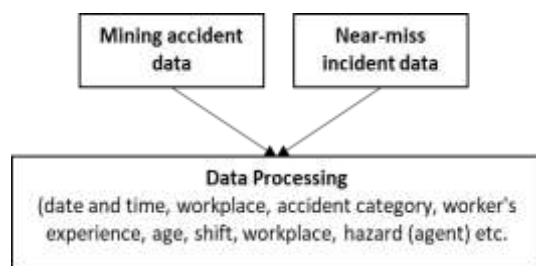 Mining accident
data
Near-miss
incident data
Data Processing
(date and time, workplace, accident category, worker's
experience, age, shift, workplace, hazard (agent) etc.